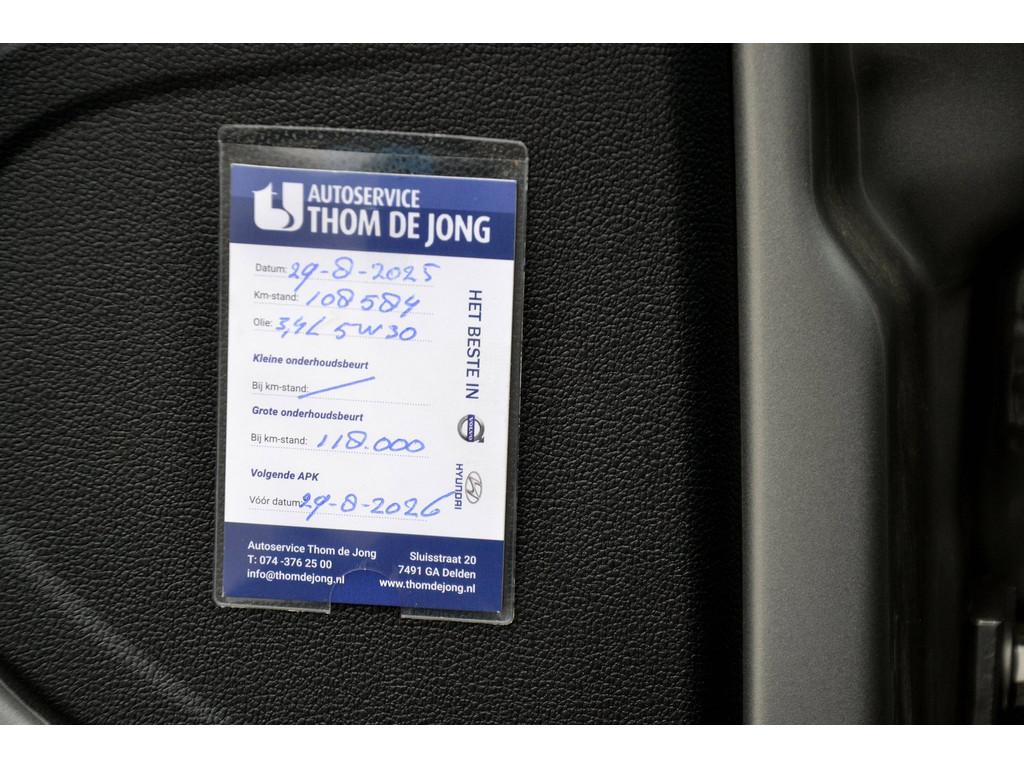 AUTOSERVICE
THOM DE JONG
Datum: 29-8-2025
Km-stand: 108584
Olie: 3,4L 5W30
Kleine onderhoudsbeurt
Bij km-stand:
Grote onderhoudsbeurt
Bij km-stand: 118.000
Volgende APK
Vóór datum: 29-8-2026
HET BESTE IN
VOLVO
HYUNDAI
Autoservice Thom de Jong
T: 074 -376 25 00
info@thomdejong.nl
Sluisstraat 20
7491 GA Delden
www.thomdejong.nl